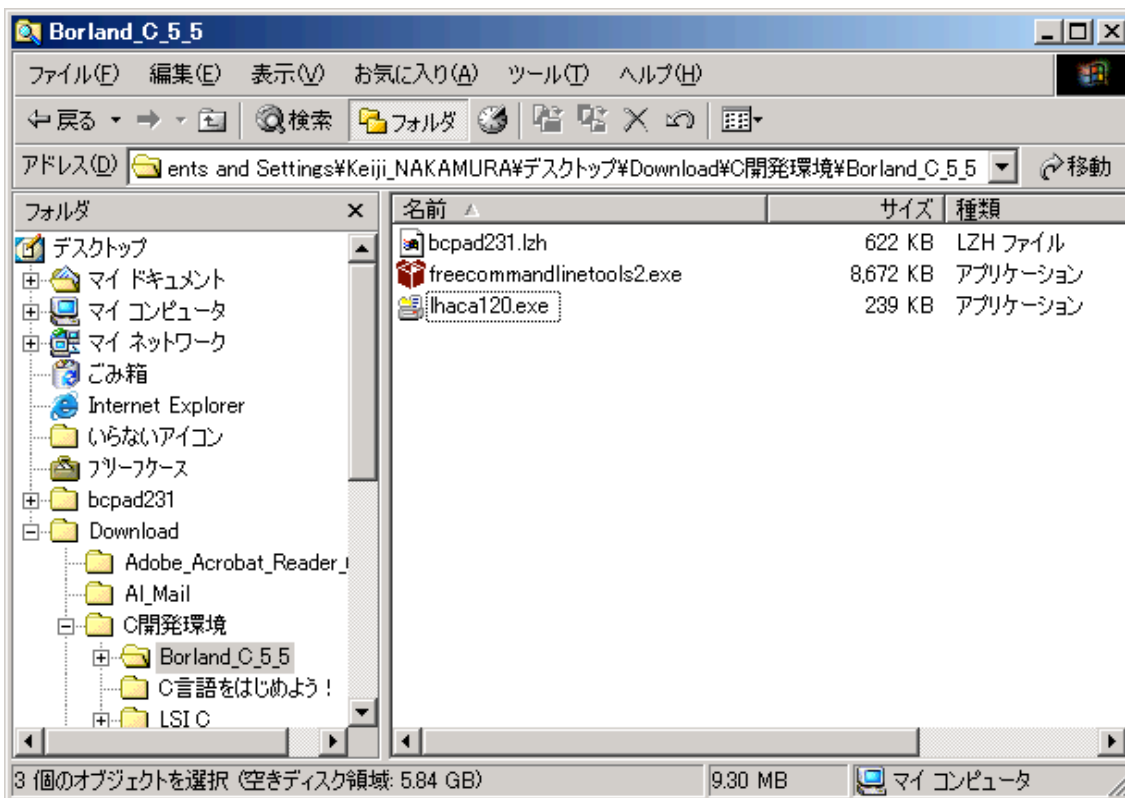 Borland_C_5_5
ファイル(F) 編集(E) 表示(V) お気に入り(A) ツール(T) ヘルプ(H)
戻る 検索 フォルダ
アドレス(D) ents and Settings¥Keiji_NAKAMURA¥デスクトップ¥Download¥C開発環境¥Borland_C_5_5 移動
フォルダ
デスクトップ
マイ ドキュメント
マイ コンピュータ
マイ ネットワーク
ごみ箱
Internet Explorer
いらないアイコン
ブリーフケース
bcpad231
Download
Adobe_Acrobat_Reader_
AI_Mail
C開発環境
Borland_C_5_5
C言語をはじめよう!
LSI C
名前 サイズ 種類
bcpad231.lzh 622 KB LZH ファイル
freecommandlinetools2.exe 8,672 KB アプリケーション
lhaca120.exe 239 KB アプリケーション
3 個のオブジェクトを選択 (空きディスク領域: 5.84 GB) 9.30 MB マイ コンピュータ